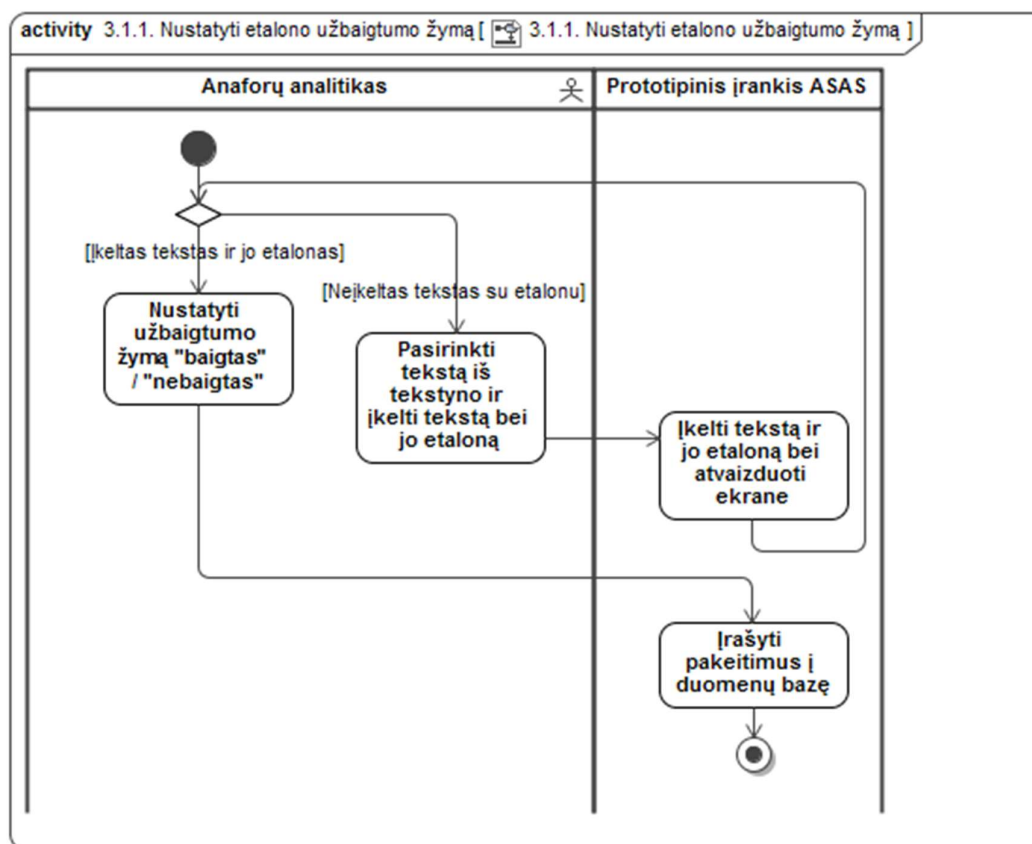 activity 3.1.1. Nustatyti etalono užbaigtumo žymą [ 3.1.1. Nustatyti etalono užbaigtumo žymą ]
Anaforų analitikas
Prototipinis įrankis ASAS
[Įkeltas tekstas ir jo etalonas]
[Neįkeltas tekstas su etalonu]
Nustatyti
užbaigtumo
žymą "baigtas"
/ "nebaigtas"
Pasirinkti
tekstą iš
tekstyno ir
įkelti tekstą bei
jo etaloną
Įkelti tekstą ir
jo etaloną bei
atvaizduoti
ekrane
Įrašyti
pakeitimus į
duomenų bazę